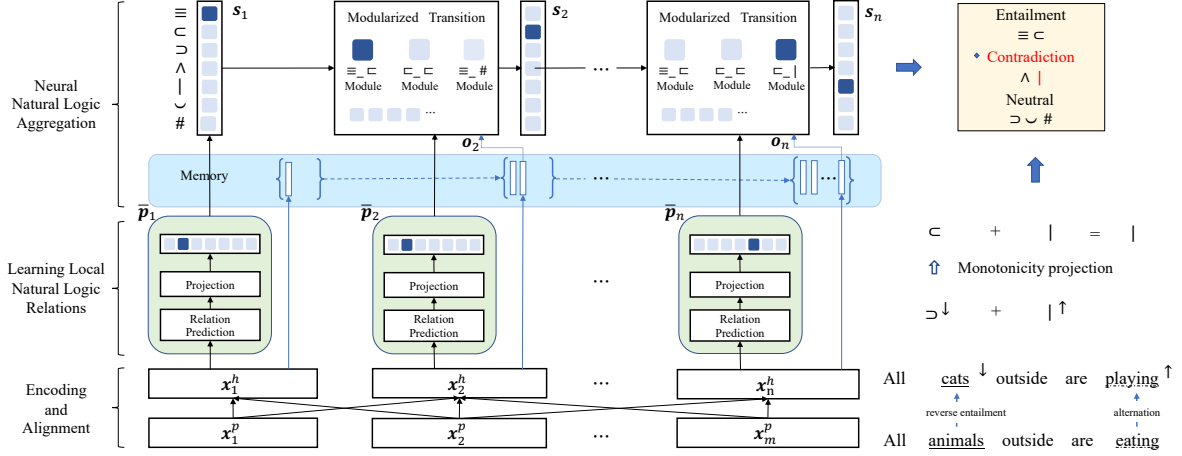 Neural
Natural Logic
Aggregation
≡
⊏
⊐
∧
|
⌣
#
s₁
Modularized Transition
≡_⊏
Module
⊏_⊏
Module
≡_#
Module
...
s₂
...
Modularized Transition
≡_⊏
Module
⊏_⊏
Module
⊏_|
Module
...
sₙ
Entailment
≡ ⊏
Contradiction
∧ |
Neutral
⊐ ⌣ #
o₂
oₙ
Memory
{ }
{ }
...
{ ... }
Learning Local
Natural Logic
Relations
p̄₁
Projection
Relation
Prediction
p̄₂
Projection
Relation
Prediction
...
p̄ₙ
Projection
Relation
Prediction
⊏ + | = |
Monotonicity projection
⊐↓ + |↑
Encoding
and
Alignment
x₁ʰ
x₂ʰ
...
xₙʰ
x₁ᵖ
x₂ᵖ
...
xₘᵖ
All cats ↓ outside are playing ↑
reverse entailment alternation
All animals outside are eating